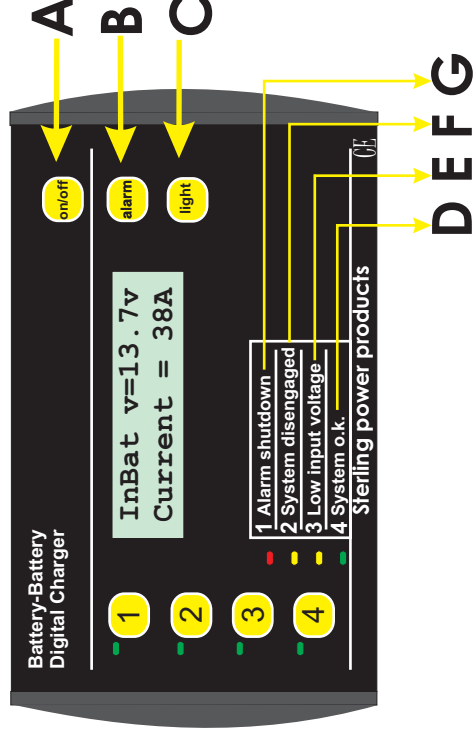 Battery-Battery
Digital Charger
InBat v=13.7v
Current = 38A
on/off
alarm
light
A
B
C
1
2
3
4
1 Alarm shutdown
2 System disengaged
3 Low input voltage
4 System o.k.
Sterling power products
CE
D
E
F
G